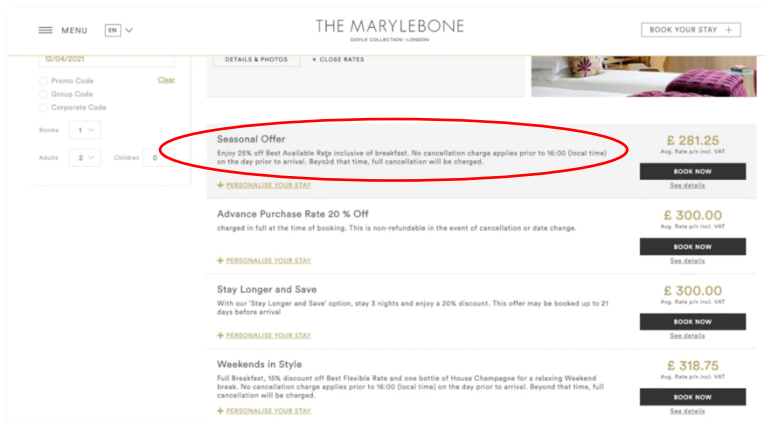 MENU
EN
THE MARYLEBONE
DOYLE COLLECTION · LONDON
BOOK YOUR STAY +
12/04/2021
Promo Code
Clear
Group Code
Corporate Code
Rooms 1
Adults 2 Children 0
DETAILS & PHOTOS × CLOSE RATES
Seasonal Offer
Enjoy 25% off Best Available Rate inclusive of breakfast. No cancellation charge applies prior to 16:00 (local time)
on the day prior to arrival. Beyond that time, full cancellation will be charged.
+ PERSONALISE YOUR STAY
£ 281.25
Avg. Rate p/n incl. VAT
BOOK NOW
See details
Advance Purchase Rate 20 % Off
charged in full at the time of booking. This is non-refundable in the event of cancellation or date change.
+ PERSONALISE YOUR STAY
£ 300.00
Avg. Rate p/n incl. VAT
BOOK NOW
See details
Stay Longer and Save
With our 'Stay Longer and Save' option, stay 3 nights and enjoy a 20% discount. This offer may be booked up to 21
days before arrival
+ PERSONALISE YOUR STAY
£ 300.00
Avg. Rate p/n incl. VAT
BOOK NOW
See details
Weekends in Style
Full Breakfast, 15% discount off Best Flexible Rate and one bottle of House Champagne for a relaxing Weekend
break. No cancellation charge applies prior to 16:00 (local time) on the day prior to arrival. Beyond that time, full
cancellation will be charged.
+ PERSONALISE YOUR STAY
£ 318.75
Avg. Rate p/n incl. VAT
BOOK NOW
See details